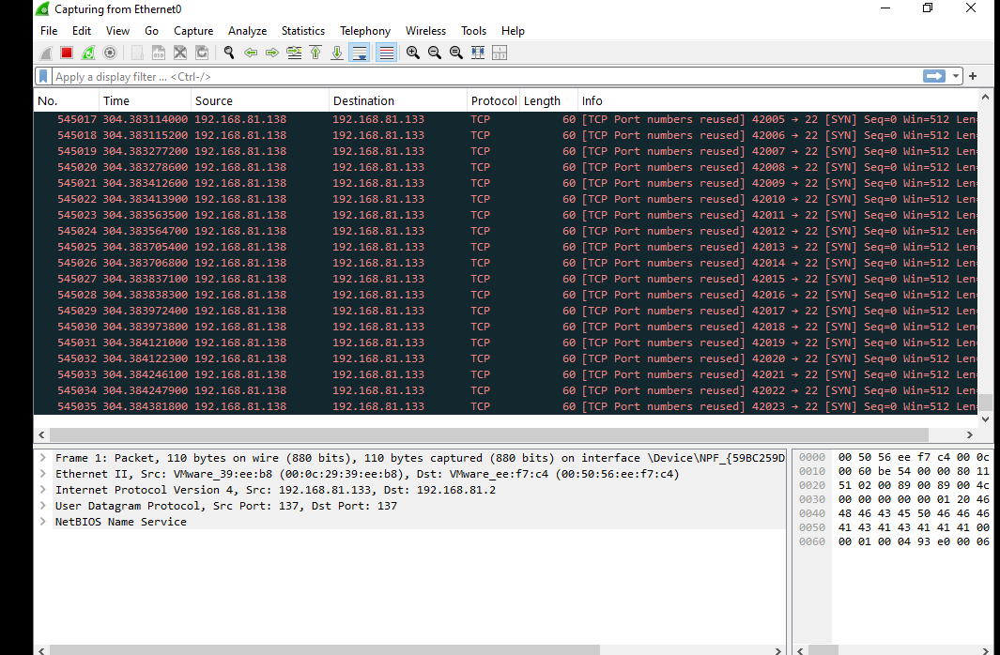 Capturing from Ethernet0
File Edit View Go Capture Analyze Statistics Telephony Wireless Tools Help
Apply a display filter ... <Ctrl-/>
No. Time Source Destination Protocol Length Info
545017 304.383114000 192.168.81.138 192.168.81.133 TCP 60 [TCP Port numbers reused] 42005 → 22 [SYN] Seq=0 Win=512 Len=
545018 304.383115200 192.168.81.138 192.168.81.133 TCP 60 [TCP Port numbers reused] 42006 → 22 [SYN] Seq=0 Win=512 Len=
545019 304.383277200 192.168.81.138 192.168.81.133 TCP 60 [TCP Port numbers reused] 42007 → 22 [SYN] Seq=0 Win=512 Len=
545020 304.383278600 192.168.81.138 192.168.81.133 TCP 60 [TCP Port numbers reused] 42008 → 22 [SYN] Seq=0 Win=512 Len=
545021 304.383412600 192.168.81.138 192.168.81.133 TCP 60 [TCP Port numbers reused] 42009 → 22 [SYN] Seq=0 Win=512 Len=
545022 304.383413900 192.168.81.138 192.168.81.133 TCP 60 [TCP Port numbers reused] 42010 → 22 [SYN] Seq=0 Win=512 Len=
545023 304.383563500 192.168.81.138 192.168.81.133 TCP 60 [TCP Port numbers reused] 42011 → 22 [SYN] Seq=0 Win=512 Len=
545024 304.383564700 192.168.81.138 192.168.81.133 TCP 60 [TCP Port numbers reused] 42012 → 22 [SYN] Seq=0 Win=512 Len=
545025 304.383705400 192.168.81.138 192.168.81.133 TCP 60 [TCP Port numbers reused] 42013 → 22 [SYN] Seq=0 Win=512 Len=
545026 304.383706800 192.168.81.138 192.168.81.133 TCP 60 [TCP Port numbers reused] 42014 → 22 [SYN] Seq=0 Win=512 Len=
545027 304.383837100 192.168.81.138 192.168.81.133 TCP 60 [TCP Port numbers reused] 42015 → 22 [SYN] Seq=0 Win=512 Len=
545028 304.383838300 192.168.81.138 192.168.81.133 TCP 60 [TCP Port numbers reused] 42016 → 22 [SYN] Seq=0 Win=512 Len=
545029 304.383972400 192.168.81.138 192.168.81.133 TCP 60 [TCP Port numbers reused] 42017 → 22 [SYN] Seq=0 Win=512 Len=
545030 304.383973800 192.168.81.138 192.168.81.133 TCP 60 [TCP Port numbers reused] 42018 → 22 [SYN] Seq=0 Win=512 Len=
545031 304.384121000 192.168.81.138 192.168.81.133 TCP 60 [TCP Port numbers reused] 42019 → 22 [SYN] Seq=0 Win=512 Len=
545032 304.384122300 192.168.81.138 192.168.81.133 TCP 60 [TCP Port numbers reused] 42020 → 22 [SYN] Seq=0 Win=512 Len=
545033 304.384246100 192.168.81.138 192.168.81.133 TCP 60 [TCP Port numbers reused] 42021 → 22 [SYN] Seq=0 Win=512 Len=
545034 304.384247900 192.168.81.138 192.168.81.133 TCP 60 [TCP Port numbers reused] 42022 → 22 [SYN] Seq=0 Win=512 Len=
545035 304.384381800 192.168.81.138 192.168.81.133 TCP 60 [TCP Port numbers reused] 42023 → 22 [SYN] Seq=0 Win=512 Len=
Frame 1: Packet, 110 bytes on wire (880 bits), 110 bytes captured (880 bits) on interface \Device\NPF_{59BC259D
Ethernet II, Src: VMware_39:ee:b8 (00:0c:29:39:ee:b8), Dst: VMware_ee:f7:c4 (00:50:56:ee:f7:c4)
Internet Protocol Version 4, Src: 192.168.81.133, Dst: 192.168.81.2
User Datagram Protocol, Src Port: 137, Dst Port: 137
NetBIOS Name Service
0000 00 50 56 ee f7 c4 00 0c
0010 00 60 be 54 00 00 80 11
0020 51 02 00 89 00 89 00 4c
0030 00 00 00 00 00 01 20 46
0040 48 46 43 45 50 46 46 46
0050 41 43 41 43 41 41 41 00
0060 00 01 00 04 93 e0 00 06